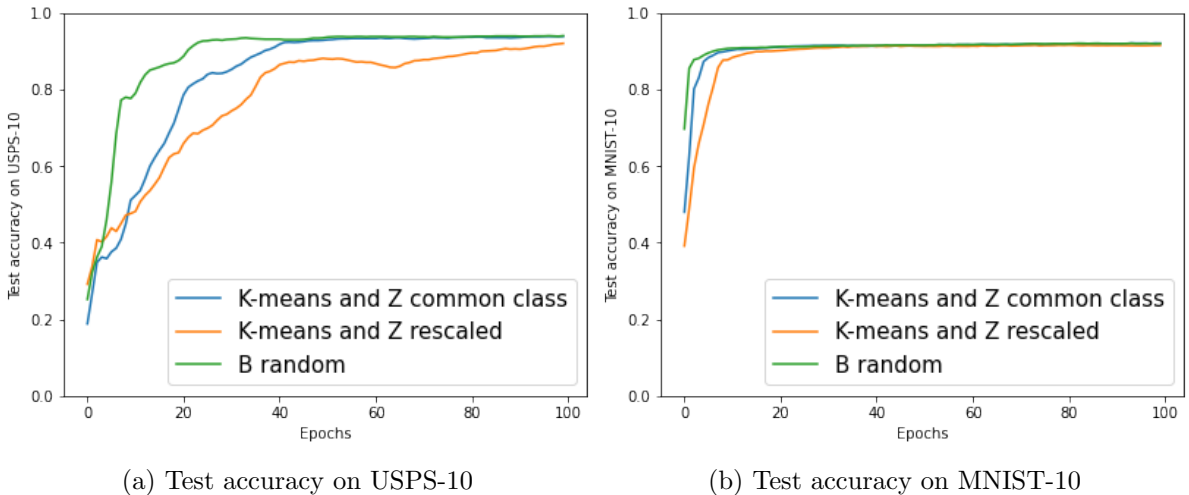 1.0
0.8
0.6
0.4
0.2
0.0
Test accuracy on USPS-10
K-means and Z common class
K-means and Z rescaled
B random
0 20 40 60 80 100
Epochs
(a) Test accuracy on USPS-10
1.0
0.8
0.6
0.4
0.2
0.0
Test accuracy on MNIST-10
K-means and Z common class
K-means and Z rescaled
B random
0 20 40 60 80 100
Epochs
(b) Test accuracy on MNIST-10